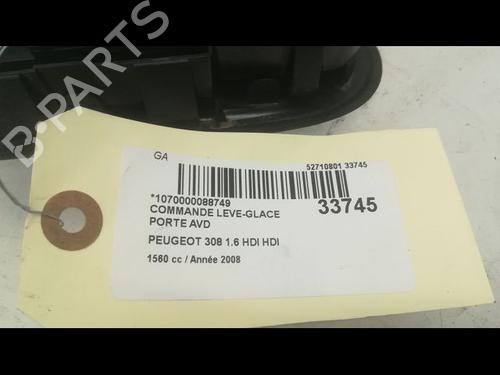 B-PARTS
GA
52710801 33745
*1070000088749
33745
COMMANDE LEVE-GLACE
PORTE AVD
PEUGEOT 308 1.6 HDI HDI
1560 cc / Année 2008